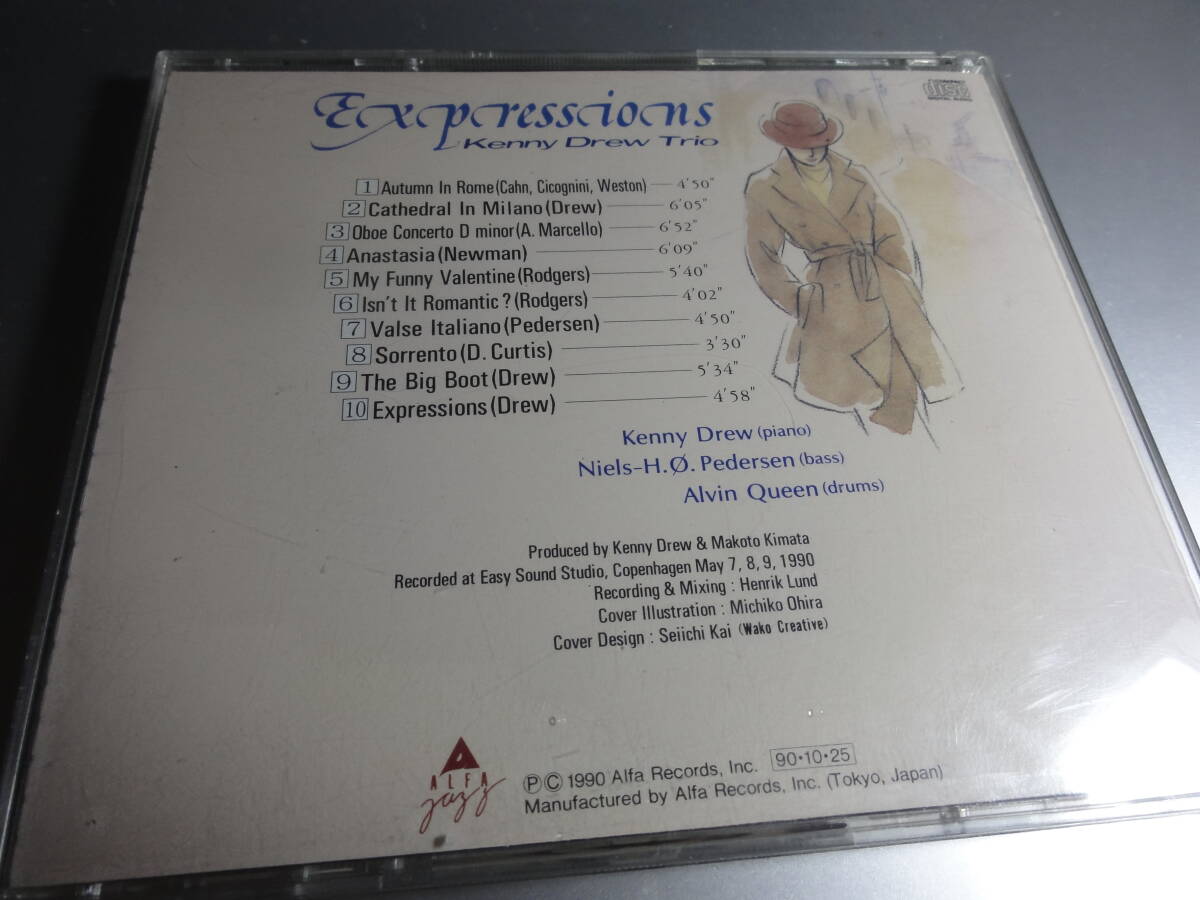 Expressions
Kenny Drew Trio
COMPACT
disc
DIGITAL AUDIO
1 Autumn In Rome(Cahn, Cicognini, Weston) 4'50"
2 Cathedral In Milano(Drew) 6'05"
3 Oboe Concerto D minor(A. Marcello) 6'52"
4 Anastasia(Newman) 6'09"
5 My Funny Valentine(Rodgers) 5'40"
6 Isn't It Romantic?(Rodgers) 4'02"
7 Valse Italiano(Pedersen) 4'50"
8 Sorrento(D. Curtis) 3'30"
9 The Big Boot(Drew) 5'34"
10 Expressions(Drew) 4'58"
Kenny Drew(piano)
Niels-H.Ø. Pedersen(bass)
Alvin Queen(drums)
Produced by Kenny Drew & Makoto Kimata
Recorded at Easy Sound Studio, Copenhagen May 7, 8, 9, 1990
Recording & Mixing : Henrik Lund
Cover Illustration : Michiko Ohira
Cover Design : Seiichi Kai (Wako Creative)
ALFA
jazz
Ⓟ© 1990 Alfa Records, Inc. 90・10・25
Manufactured by Alfa Records, Inc. (Tokyo, Japan)